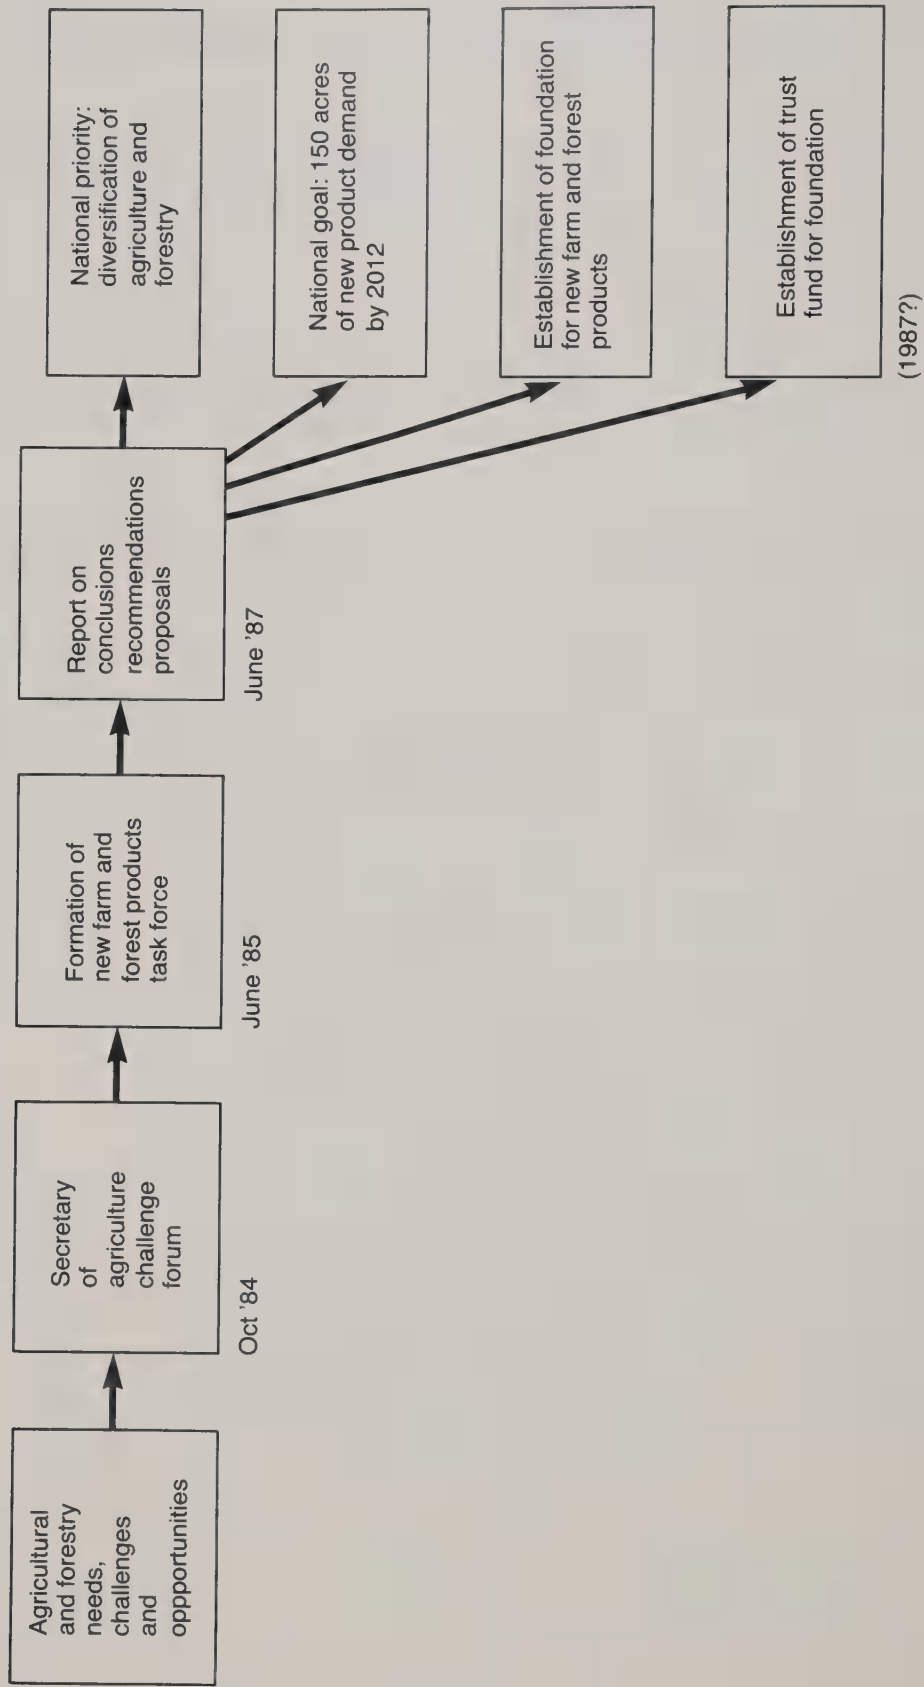 Agricultural
and forestry
needs,
challenges
and
oppportunities
Secretary
of
agriculture
challenge
forum
Oct '84
Formation of
new farm and
forest products
task force
June '85
Report on
conclusions
recommendations
proposals
June '87
National priority:
diversification of
agriculture and
forestry
National goal: 150 acres
of new product demand
by 2012
Establishment of foundation
for new farm and forest
products
Establishment of trust
fund for foundation
(1987?)